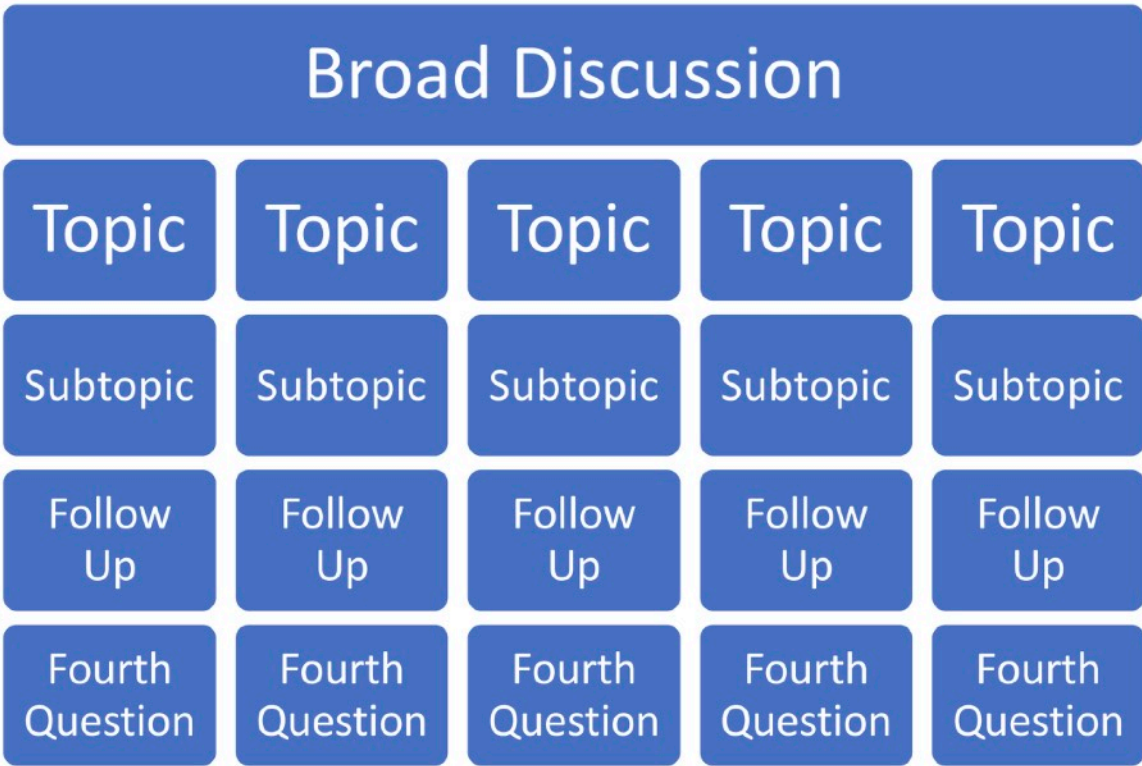 Broad Discussion
Topic Topic Topic Topic Topic
Subtopic Subtopic Subtopic Subtopic Subtopic
Follow Follow Follow Follow Follow
Up Up Up Up Up
Fourth Fourth Fourth Fourth Fourth
Question Question Question Question Question